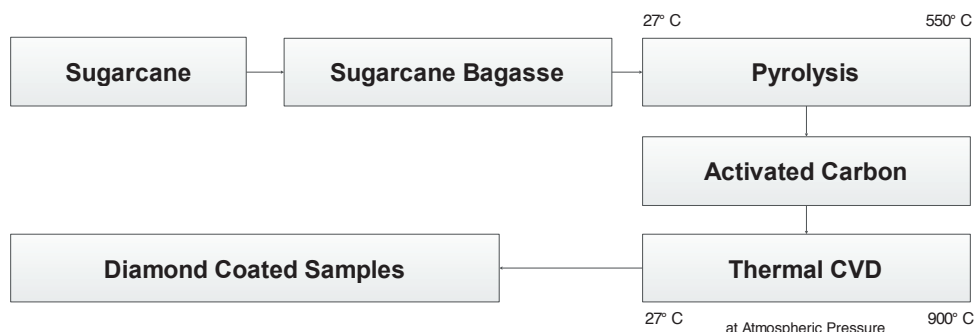 27° C 550° C
Sugarcane Sugarcane Bagasse Pyrolysis
Activated Carbon
Diamond Coated Samples Thermal CVD
27° C at Atmospheric Pressure 900° C